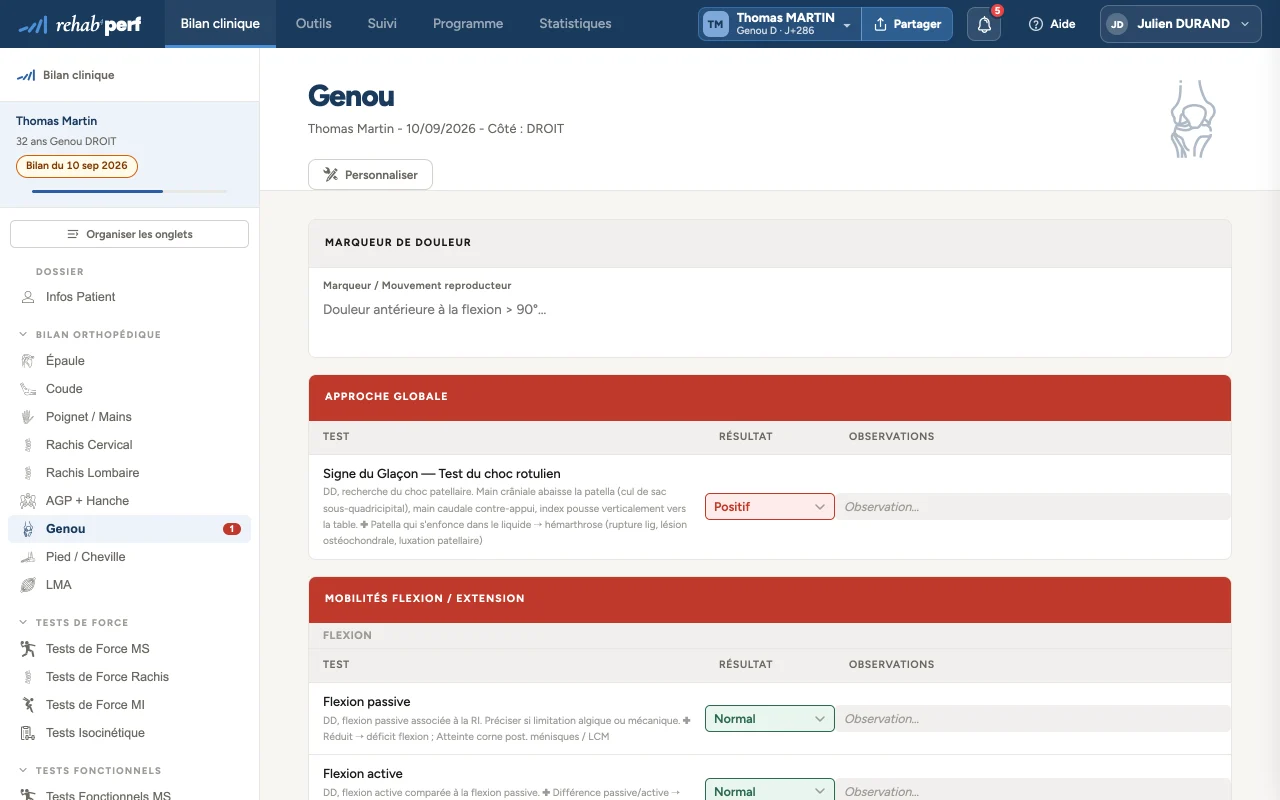 rehab'perf
Bilan clinique
Outils
Suivi
Programme
Statistiques
TM
Thomas MARTIN
Genou D · J+286
Partager
5
Aide
JD
Julien DURAND
Bilan clinique
Thomas Martin
32 ans Genou DROIT
Bilan du 10 sep 2026
Organiser les onglets
DOSSIER
Infos Patient
BILAN ORTHOPÉDIQUE
Épaule
Coude
Poignet / Mains
Rachis Cervical
Rachis Lombaire
AGP + Hanche
Genou
1
Pied / Cheville
LMA
TESTS DE FORCE
Tests de Force MS
Tests de Force Rachis
Tests de Force MI
Tests Isocinétique
TESTS FONCTIONNELS
Tests Fonctionnels MS
Genou
Thomas Martin - 10/09/2026 - Côté : DROIT
Personnaliser
MARQUEUR DE DOULEUR
Marqueur / Mouvement reproducteur
Douleur antérieure à la flexion > 90°...
APPROCHE GLOBALE
TEST
RÉSULTAT
OBSERVATIONS
Signe du Glaçon — Test du choc rotulien
DD, recherche du choc patellaire. Main crâniale abaisse la patella (cul de sac
sous-quadricipital), main caudale contre-appui, index pousse verticalement vers
la table. ✚ Patella qui s'enfonce dans le liquide → hémarthrose (rupture lig, lésion
ostéochondrale, luxation patellaire)
Positif
Observation...
MOBILITÉS FLEXION / EXTENSION
FLEXION
TEST
RÉSULTAT
OBSERVATIONS
Flexion passive
DD, flexion passive associée à la RI. Préciser si limitation algique ou mécanique. ✚
Réduit → déficit flexion ; Atteinte corne post. ménisques / LCM
Normal
Observation...
Flexion active
DD, flexion active comparée à la flexion passive. ✚ Différence passive/active →
Normal
Observation...